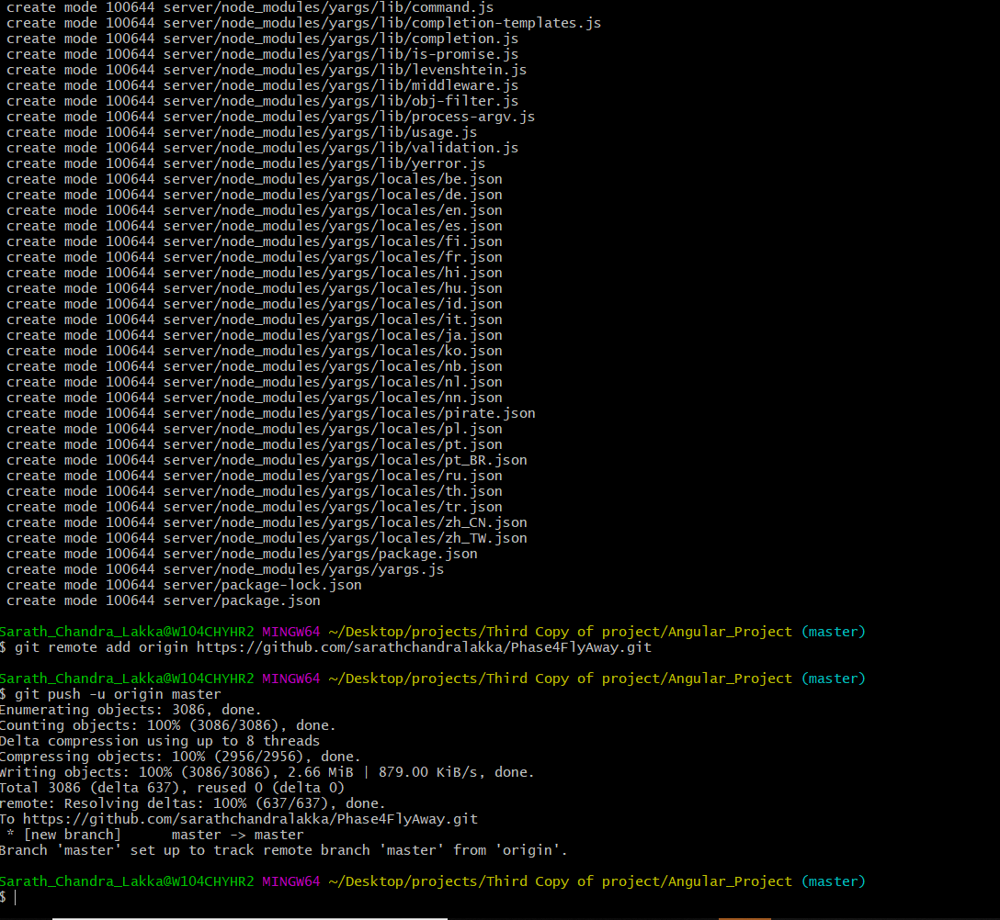 create mode 100644 server/node_modules/yargs/lib/command.js
create mode 100644 server/node_modules/yargs/lib/completion-templates.js
create mode 100644 server/node_modules/yargs/lib/completion.js
create mode 100644 server/node_modules/yargs/lib/is-promise.js
create mode 100644 server/node_modules/yargs/lib/levenshtein.js
create mode 100644 server/node_modules/yargs/lib/middleware.js
create mode 100644 server/node_modules/yargs/lib/obj-filter.js
create mode 100644 server/node_modules/yargs/lib/process-argv.js
create mode 100644 server/node_modules/yargs/lib/usage.js
create mode 100644 server/node_modules/yargs/lib/validation.js
create mode 100644 server/node_modules/yargs/lib/yerror.js
create mode 100644 server/node_modules/yargs/locales/be.json
create mode 100644 server/node_modules/yargs/locales/de.json
create mode 100644 server/node_modules/yargs/locales/en.json
create mode 100644 server/node_modules/yargs/locales/es.json
create mode 100644 server/node_modules/yargs/locales/fi.json
create mode 100644 server/node_modules/yargs/locales/fr.json
create mode 100644 server/node_modules/yargs/locales/hi.json
create mode 100644 server/node_modules/yargs/locales/hu.json
create mode 100644 server/node_modules/yargs/locales/id.json
create mode 100644 server/node_modules/yargs/locales/it.json
create mode 100644 server/node_modules/yargs/locales/ja.json
create mode 100644 server/node_modules/yargs/locales/ko.json
create mode 100644 server/node_modules/yargs/locales/nb.json
create mode 100644 server/node_modules/yargs/locales/nl.json
create mode 100644 server/node_modules/yargs/locales/nn.json
create mode 100644 server/node_modules/yargs/locales/pirate.json
create mode 100644 server/node_modules/yargs/locales/pl.json
create mode 100644 server/node_modules/yargs/locales/pt.json
create mode 100644 server/node_modules/yargs/locales/pt_BR.json
create mode 100644 server/node_modules/yargs/locales/ru.json
create mode 100644 server/node_modules/yargs/locales/th.json
create mode 100644 server/node_modules/yargs/locales/tr.json
create mode 100644 server/node_modules/yargs/locales/zh_CN.json
create mode 100644 server/node_modules/yargs/locales/zh_TW.json
create mode 100644 server/node_modules/yargs/package.json
create mode 100644 server/node_modules/yargs/yargs.js
create mode 100644 server/package-lock.json
create mode 100644 server/package.json
Sarath_Chandra_Lakka@W104CHYHR2 MINGW64 ~/Desktop/projects/Third Copy of project/Angular_Project (master)
$ git remote add origin https://github.com/sarathchandralakka/Phase4FlyAway.git
Sarath_Chandra_Lakka@W104CHYHR2 MINGW64 ~/Desktop/projects/Third Copy of project/Angular_Project (master)
$ git push -u origin master
Enumerating objects: 3086, done.
Counting objects: 100% (3086/3086), done.
Delta compression using up to 8 threads
Compressing objects: 100% (2956/2956), done.
Writing objects: 100% (3086/3086), 2.66 MiB | 879.00 KiB/s, done.
Total 3086 (delta 637), reused 0 (delta 0)
remote: Resolving deltas: 100% (637/637), done.
To https://github.com/sarathchandralakka/Phase4FlyAway.git
* [new branch]      master -> master
Branch 'master' set up to track remote branch 'master' from 'origin'.
Sarath_Chandra_Lakka@W104CHYHR2 MINGW64 ~/Desktop/projects/Third Copy of project/Angular_Project (master)
$